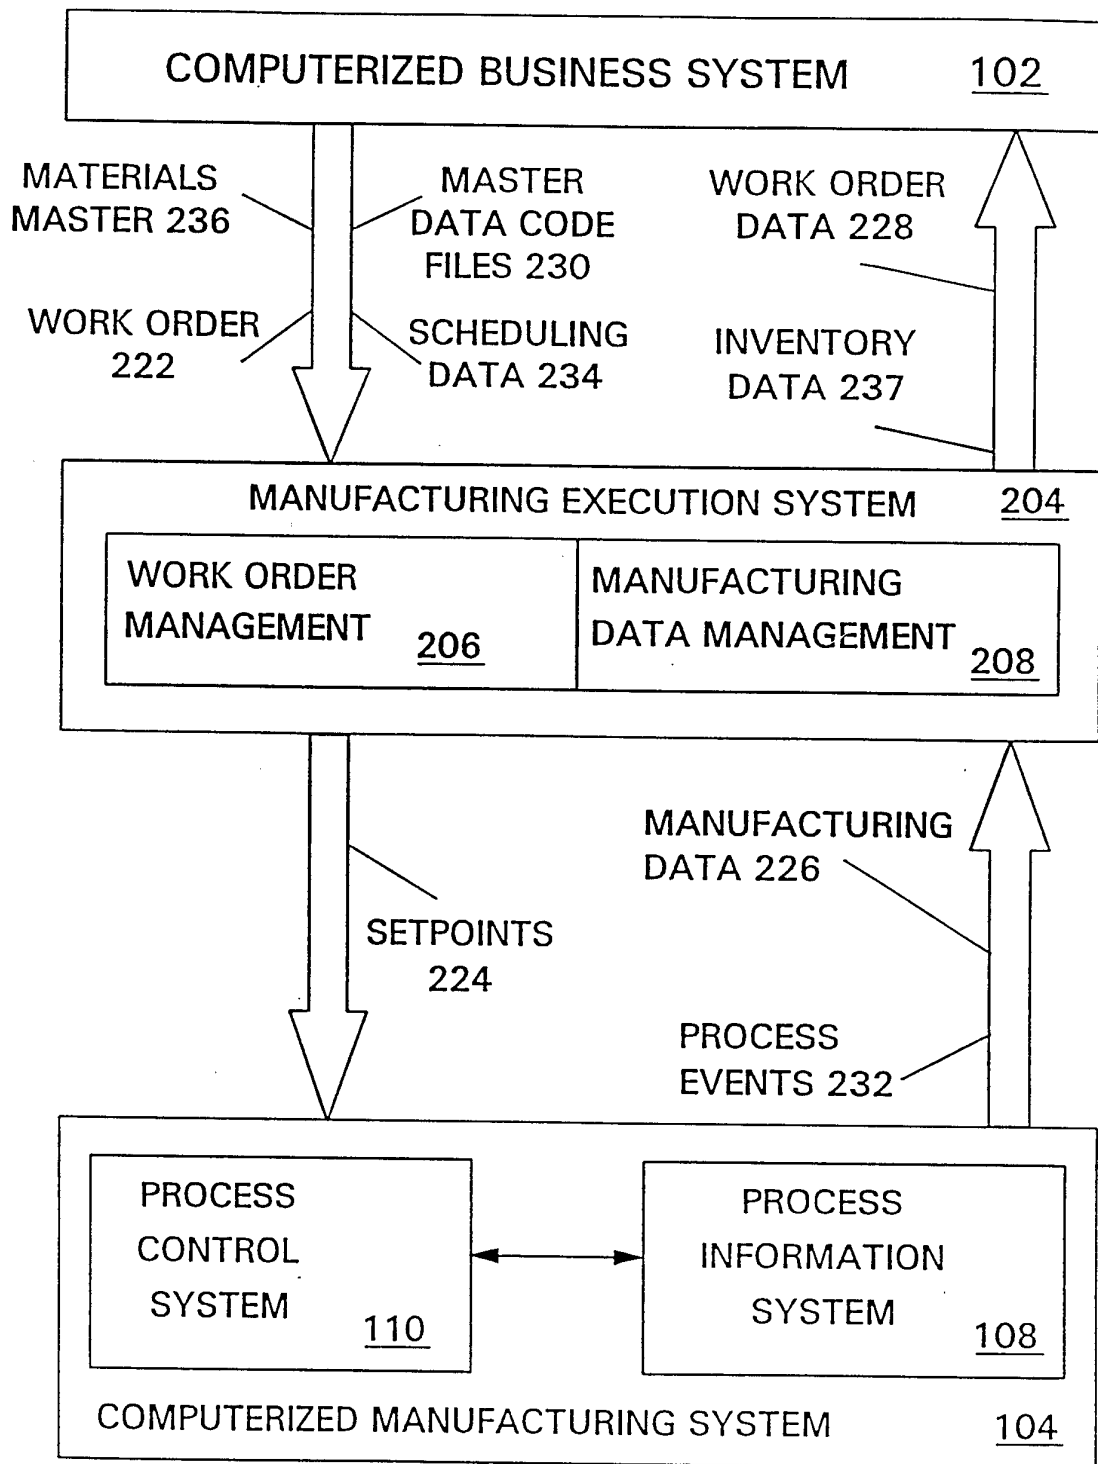 COMPUTERIZED BUSINESS SYSTEM 102
MATERIALS
MASTER 236
MASTER
DATA CODE
FILES 230
WORK ORDER
DATA 228
WORK ORDER
222
SCHEDULING
DATA 234
INVENTORY
DATA 237
MANUFACTURING EXECUTION SYSTEM 204
WORK ORDER
MANAGEMENT 206
MANUFACTURING
DATA MANAGEMENT 208
MANUFACTURING
DATA 226
SETPOINTS
224
PROCESS
EVENTS 232
PROCESS
CONTROL
SYSTEM
110
PROCESS
INFORMATION
SYSTEM
108
COMPUTERIZED MANUFACTURING SYSTEM 104